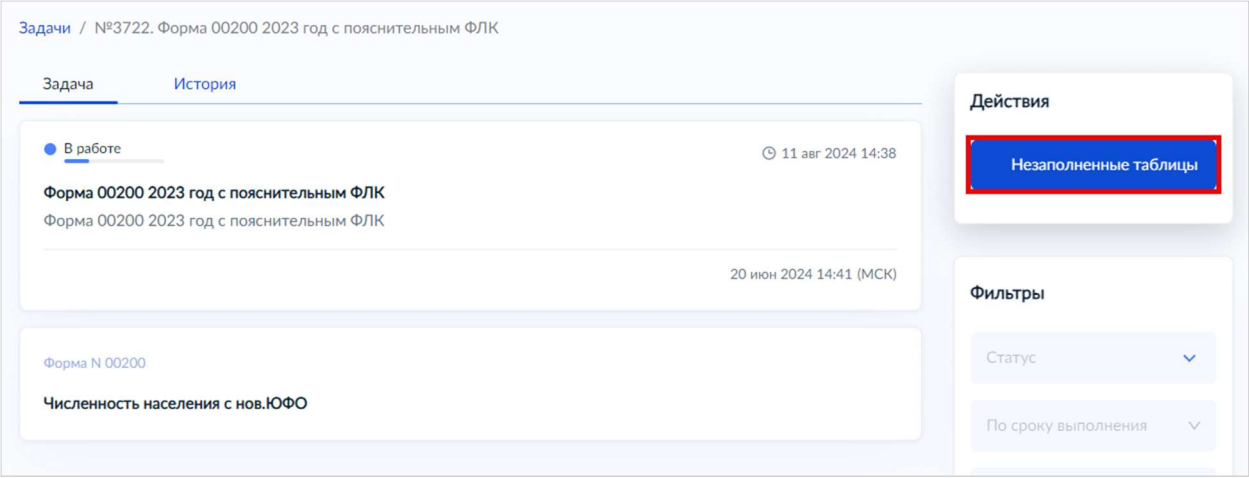 Задачи / №3722. Форма 00200 2023 год с пояснительным ФЛК
Задача История
В работе
11 авг 2024 14:38
Форма 00200 2023 год с пояснительным ФЛК
Форма 00200 2023 год с пояснительным ФЛК
20 июн 2024 14:41 (МСК)
Форма N 00200
Численность населения с нов.ЮФО
Действия
Незаполненные таблицы
Фильтры
Статус
По сроку выполнения